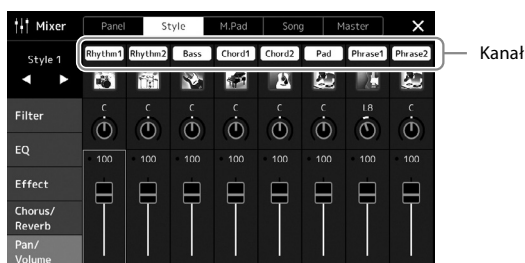 Mixer
Panel Style M.Pad Song Master ×
Style 1
Rhythm1 Rhythm2 Bass Chord1 Chord2 Pad Phrase1 Phrase2
Kanał
C C C C C C L8 C
Filter
EQ
100 100 100 100 100 100 100 100
Effect
Chorus/
Reverb
Pan/
Volume